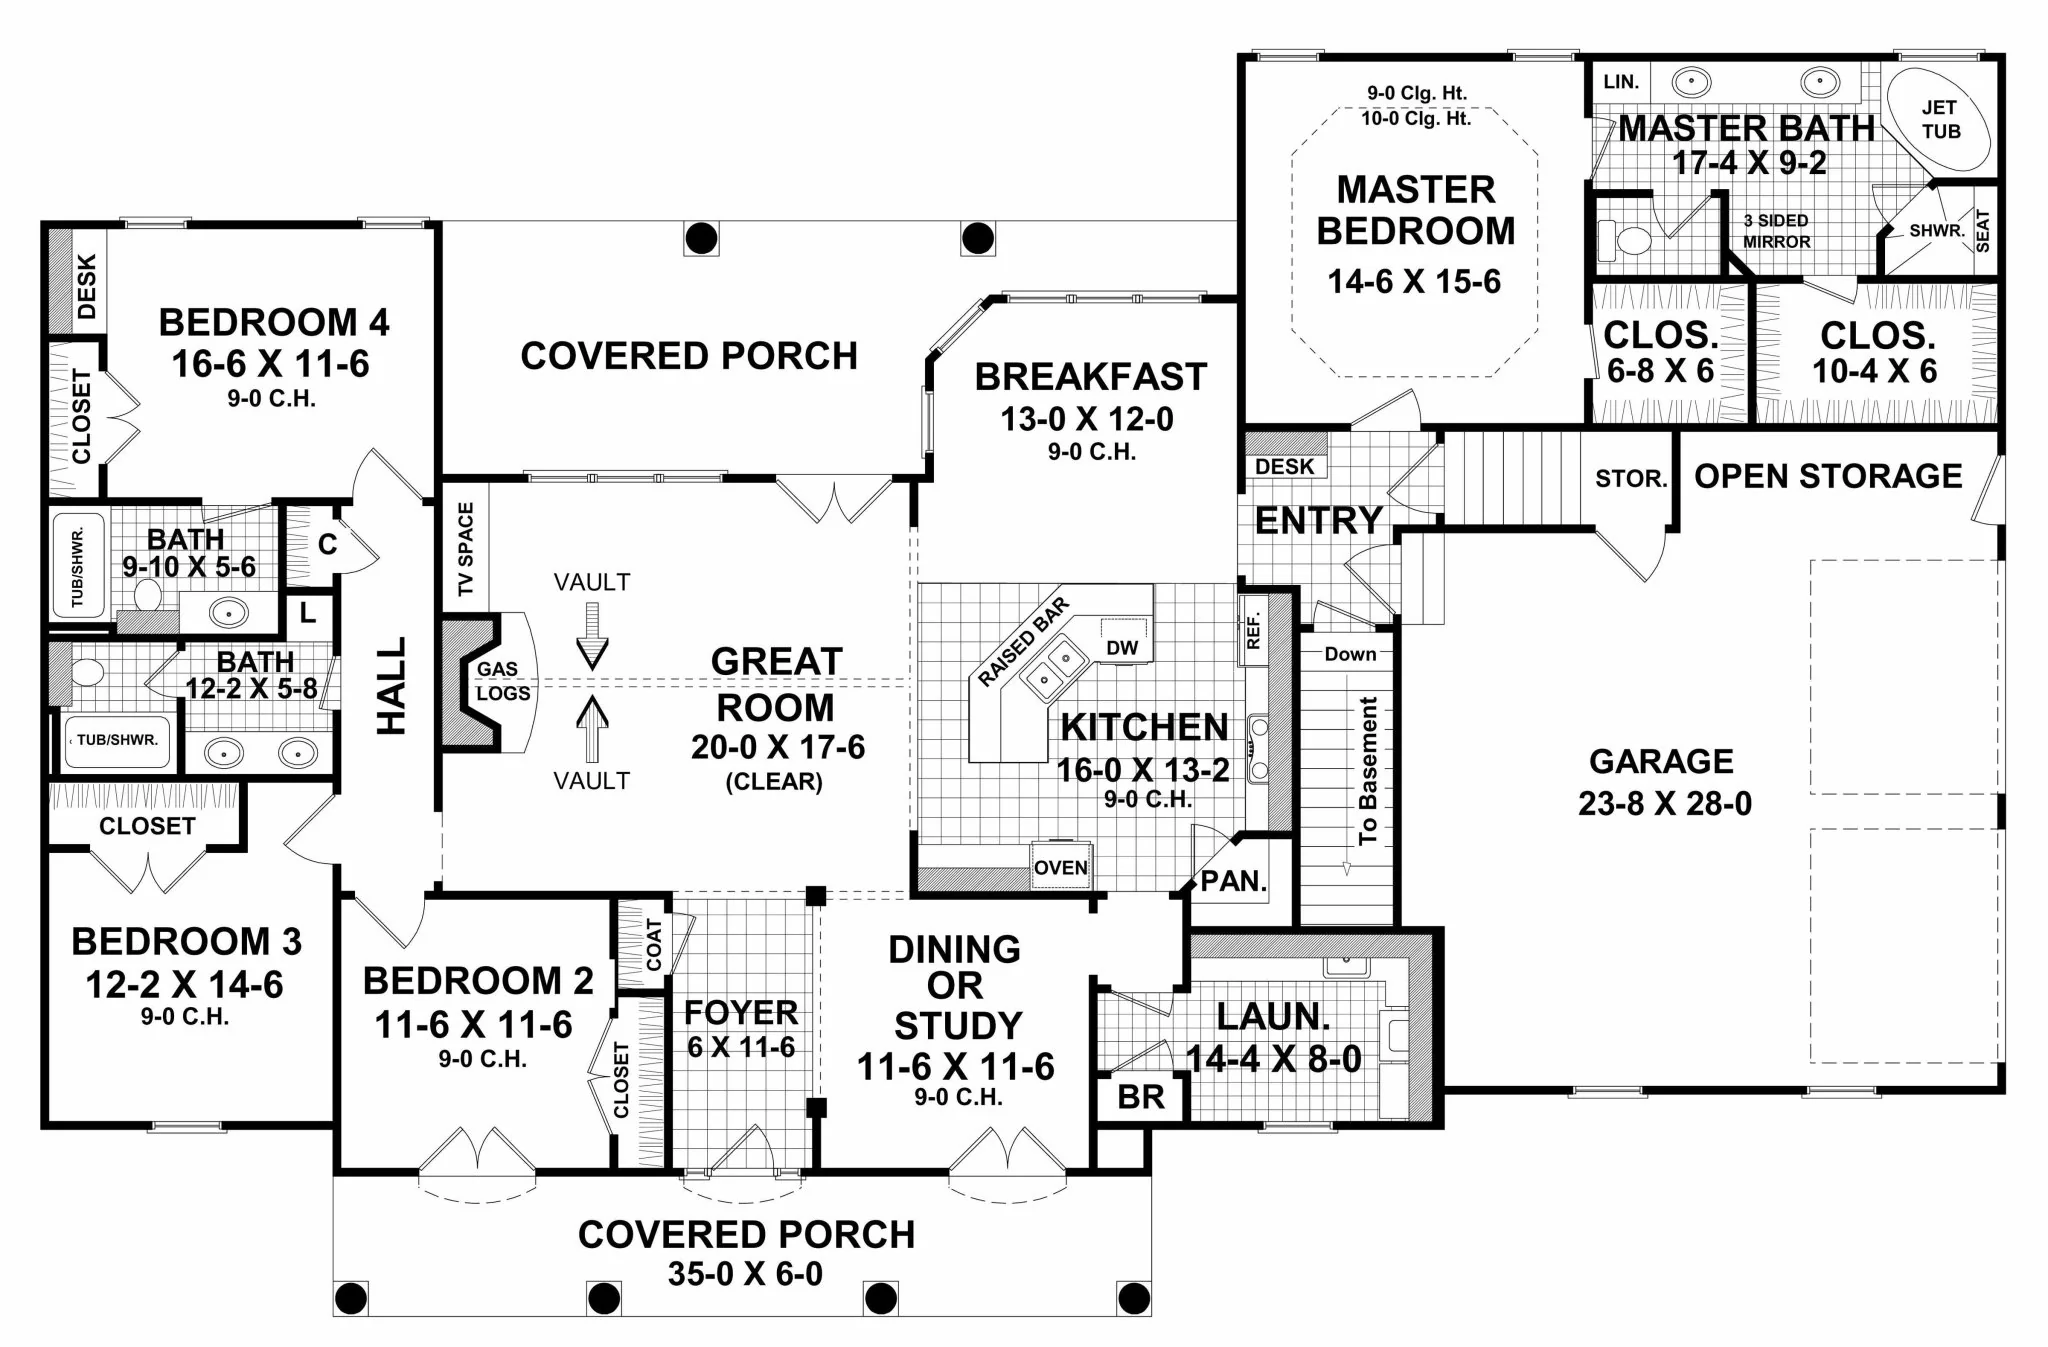 9-0 Clg. Ht.
10-0 Clg. Ht.
MASTER
BEDROOM
14-6 X 15-6
LIN.
MASTER BATH
17-4 X 9-2
JET
TUB
3 SIDED
MIRROR
SHWR.
SEAT
CLOS.
6-8 X 6
CLOS.
10-4 X 6
DESK
BEDROOM 4
16-6 X 11-6
9-0 C.H.
CLOSET
COVERED PORCH
BREAKFAST
13-0 X 12-0
9-0 C.H.
DESK
ENTRY
STOR.
OPEN STORAGE
TUB/SHWR.
BATH
9-10 X 5-6
C
L
BATH
12-2 X 5-8
TUB/SHWR.
HALL
TV SPACE
GAS
LOGS
VAULT
VAULT
GREAT
ROOM
20-0 X 17-6
(CLEAR)
RAISED BAR
DW
REF.
KITCHEN
16-0 X 13-2
9-0 C.H.
OVEN
PAN.
Down
To Basement
GARAGE
23-8 X 28-0
CLOSET
BEDROOM 3
12-2 X 14-6
9-0 C.H.
BEDROOM 2
11-6 X 11-6
9-0 C.H.
COAT
CLOSET
FOYER
6 X 11-6
DINING
OR
STUDY
11-6 X 11-6
9-0 C.H.
LAUN.
14-4 X 8-0
BR
COVERED PORCH
35-0 X 6-0